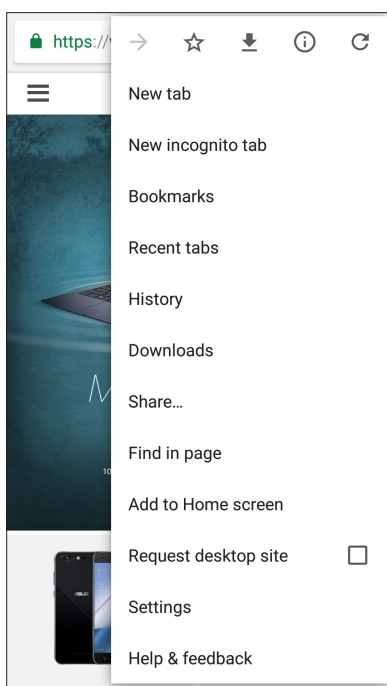 https://
New tab
New incognito tab
Bookmarks
Recent tabs
History
Downloads
Share...
Find in page
Add to Home screen
Request desktop site
Settings
Help & feedback